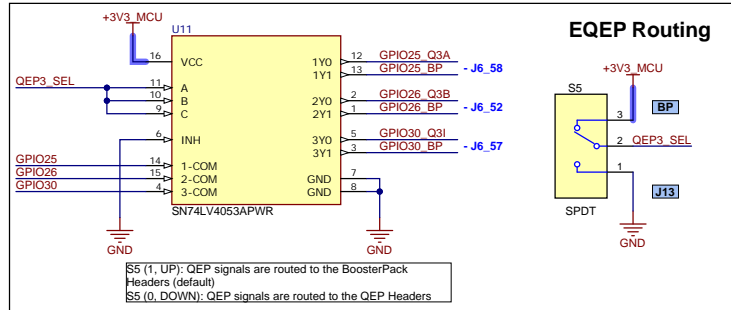 EQEP Routing
+3V3_MCU
U11
16 VCC
QEP3_SEL
11 A
10 B
9 C
6 INH
GPIO25 14 1-COM
GPIO26 15 2-COM
GPIO30 4 3-COM
1Y0 12 GPIO25_Q3A
1Y1 13 GPIO25_BP - J6_58
2Y0 2 GPIO26_Q3B
2Y1 1 GPIO26_BP - J6_52
3Y0 5 GPIO30_Q3I
3Y1 3 GPIO30_BP - J6_57
GND 7
GND 8
SN74LV4053APWR
GND
GND
S5 (1, UP): QEP signals are routed to the BoosterPack
Headers (default)
S5 (0, DOWN): QEP signals are routed to the QEP Headers
+3V3_MCU
S5
3 BP
2 QEP3_SEL
1
J13
SPDT
GND